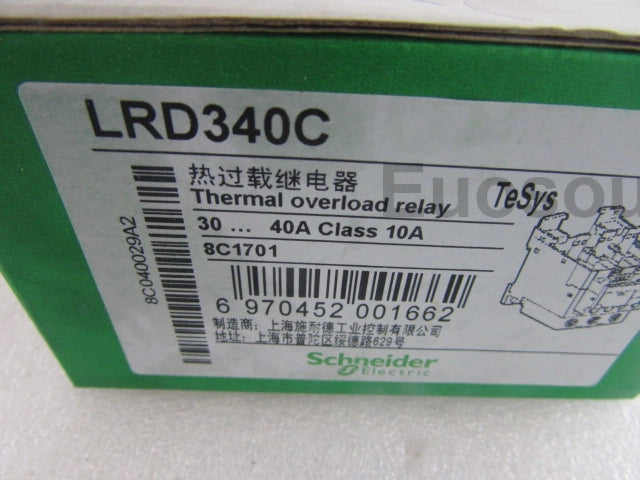 LRD340C
热过载继电器
Thermal overload relay
TeSys
30 ... 40A Class 10A
8C1701
8C040029A2
6 970452 001662
制造商: 上海施耐德工业控制有限公司
地址: 上海市普陀区绥德路629号
Schneider
Electric